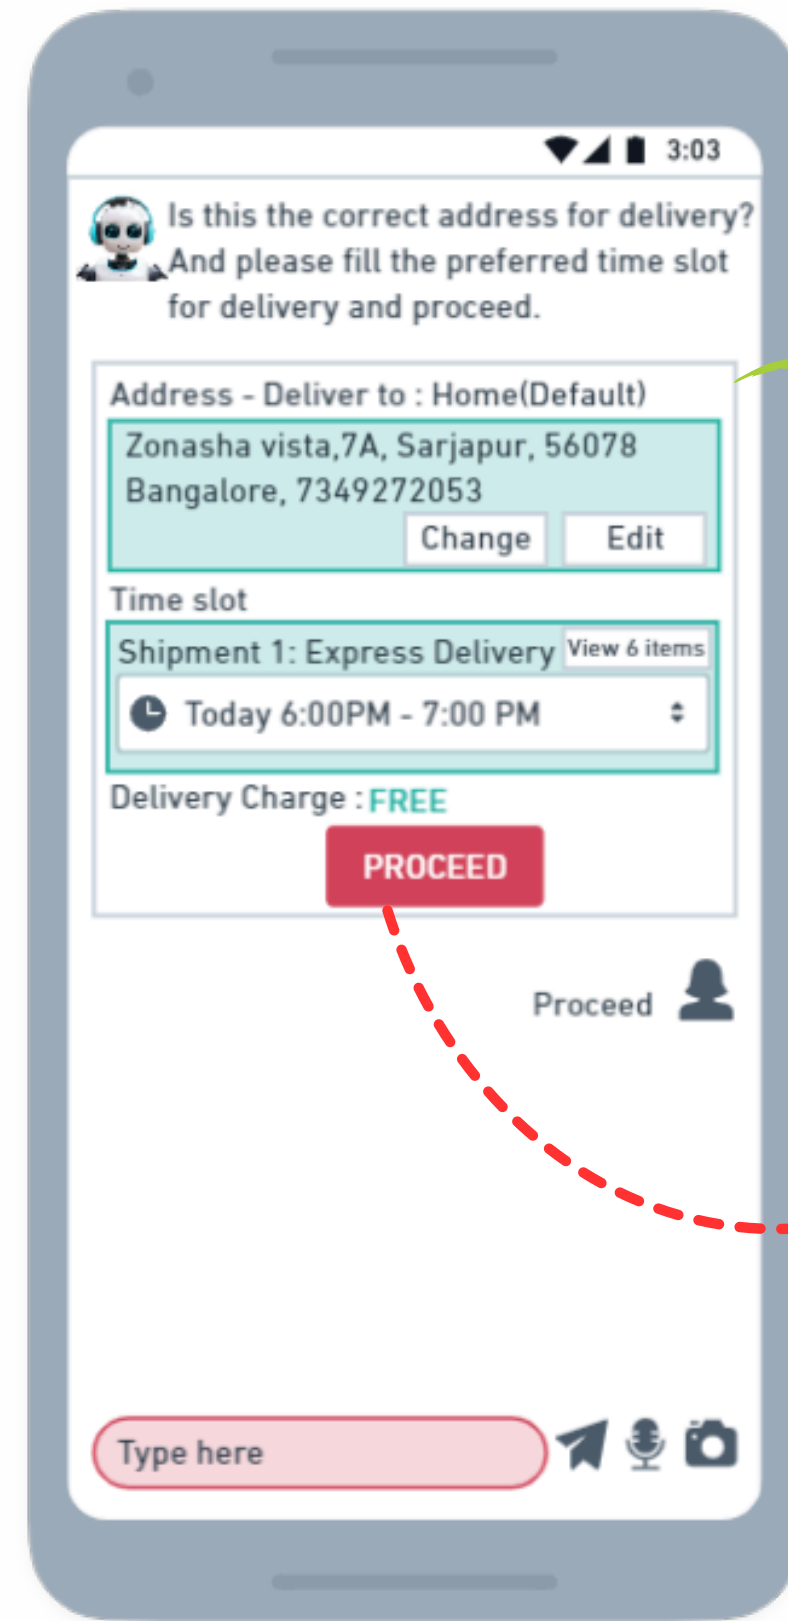 3:03
Is this the correct address for delivery?
And please fill the preferred time slot
for delivery and proceed.
Address - Deliver to : Home(Default)
Zonasha vista,7A, Sarjapur, 56078
Bangalore, 7349272053
Change Edit
Time slot
Shipment 1: Express Delivery View 6 items
Today 6:00PM - 7:00 PM
Delivery Charge : FREE
PROCEED
Proceed
Type here